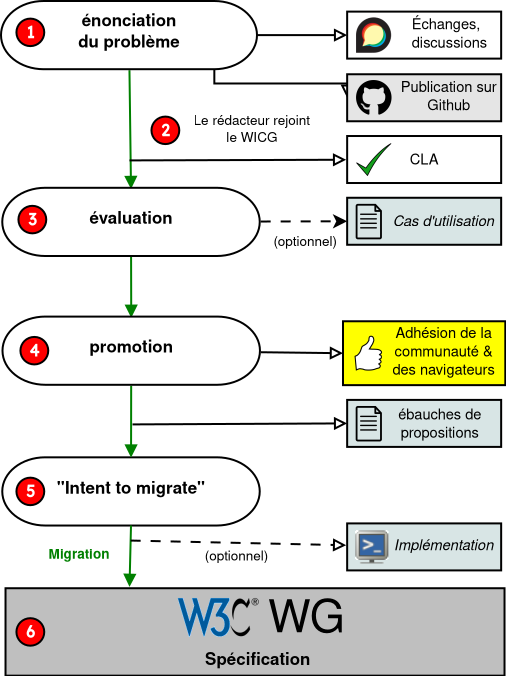 1
énonciation
du problème
Échanges,
discussions
Publication sur
Github
2
Le rédacteur rejoint
le WICG
CLA
3
évaluation
(optionnel)
Cas d'utilisation
4
promotion
Adhésion de la
communauté &
des navigateurs
ébauches de
propositions
5
"Intent to migrate"
Migration
(optionnel)
Implémentation
6
W3C® WG
Spécification